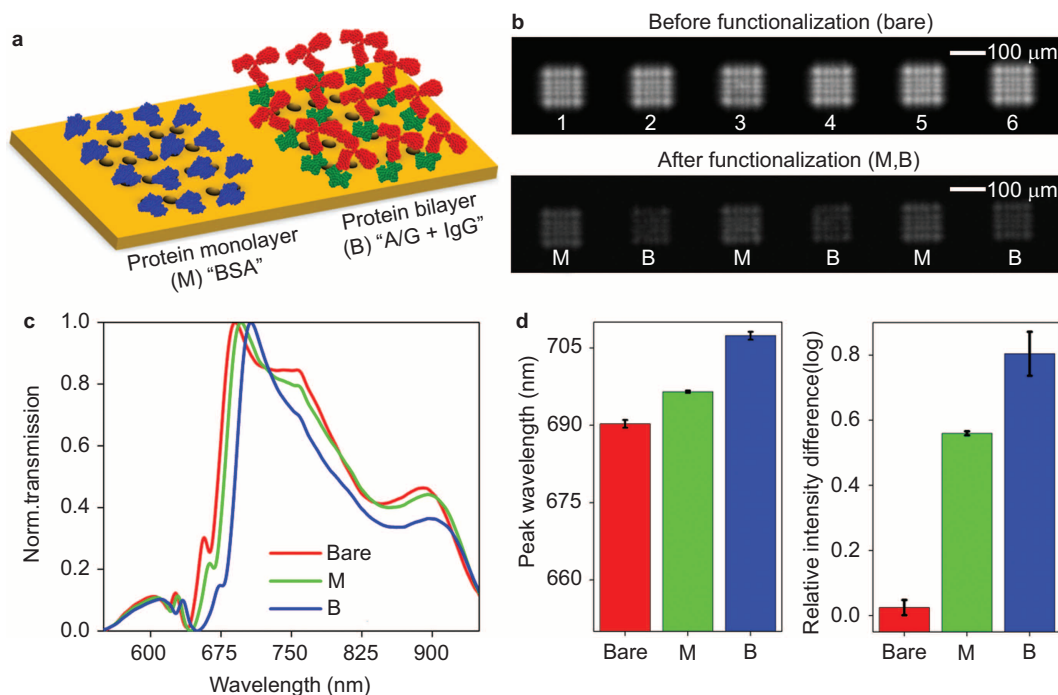 a
Protein monolayer
(M) “BSA”
Protein bilayer
(B) “A/G + IgG”
b
Before functionalization (bare)
100 μm
1 2 3 4 5 6
After functionalization (M,B)
100 μm
M B M B M B
c
Norm.transmission
1.0
0.8
0.6
0.4
0.2
0.0
Bare
M
B
600 675 750 825 900
Wavelength (nm)
d
Peak wavelength (nm)
705
690
675
660
Bare M B
Relative intensity difference(log)
0.8
0.4
0.2
0.0
Bare M B